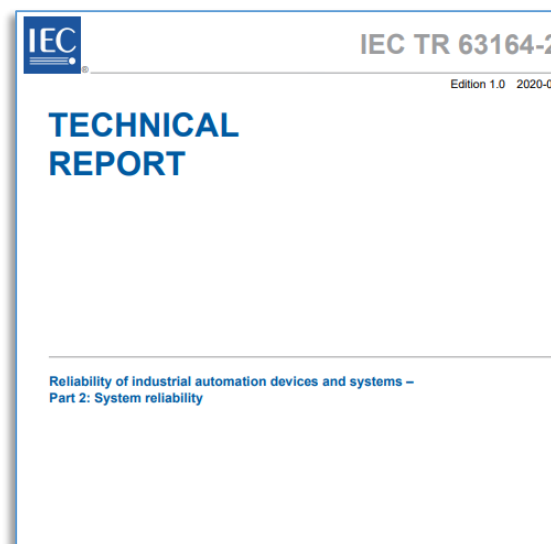 IEC
®
IEC TR 63164-2
Edition 1.0 2020-0
TECHNICAL
REPORT
Reliability of industrial automation devices and systems –
Part 2: System reliability